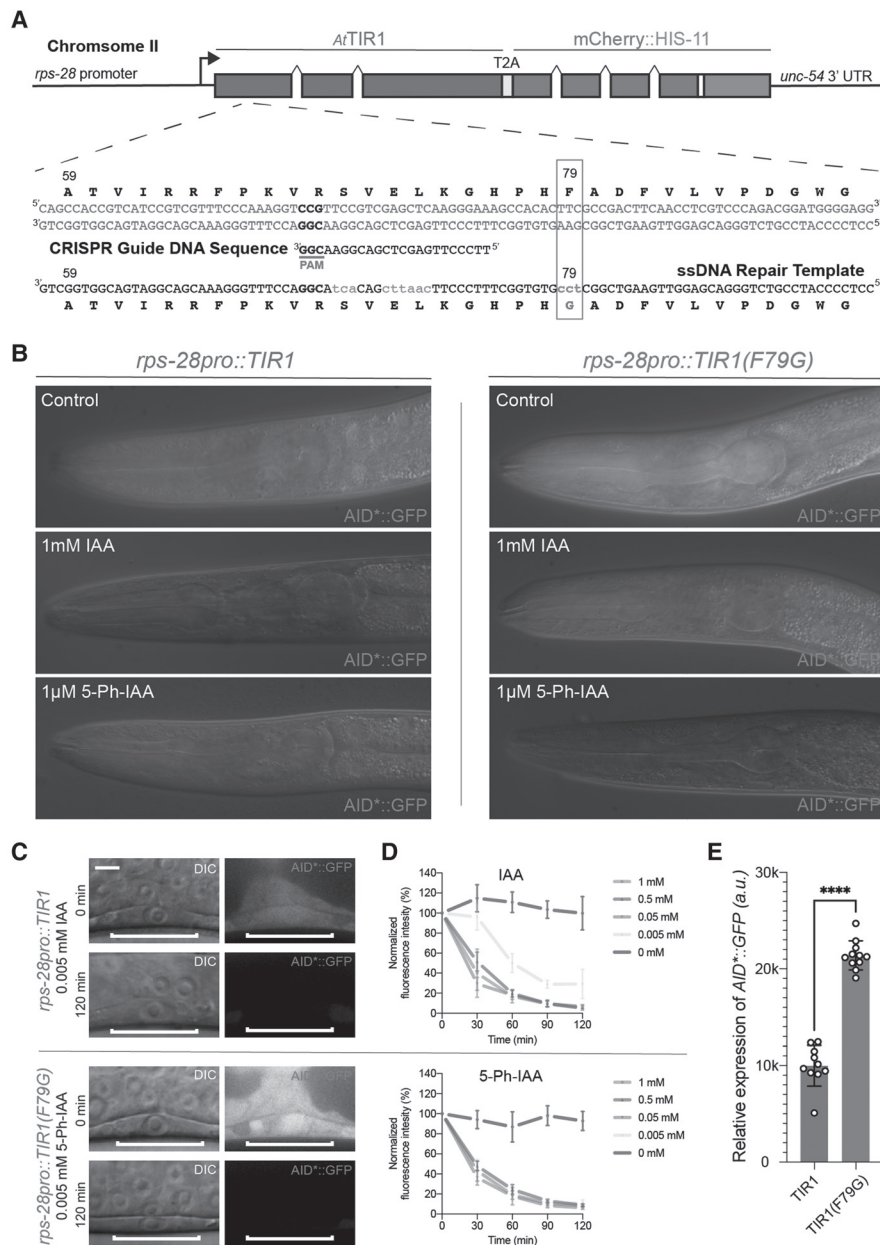 A
Chromsome II
AtTIR1
mCherry::HIS-11
T2A
rps-28 promoter
unc-54 3' UTR
59 79
A T V I R R F P K V R S V E L K G H P H F A D F V L V P D G W G
5'CAGCCACCGTCATCCGTCGTTTCCCAAAGGTCCGTTCCGTCGAGCTCAAGGGAAAGCCACACTTCGCCGACTTCAACCTCGTCCCAGACGGATGGGGAGG3'
3'GTCGGTGGCAGTAGGCAGCAAAGGGTTTCCAGGCAAGGCAGCTCGAGTTCCCTTTCGGTGTGAAGCGGCTGAAGTTGGAGCAGGGTCTGCCTACCCCTCC5'
CRISPR Guide DNA Sequence 3'GGCAAGGCAGCTCGAGTTCCCTT5'
PAM
59 79 ssDNA Repair Template
3'GTCGGTGGCAGTAGGCAGCAAAGGGTTTCCAGGCAtcaCAGcttaacTTCCCTTTCGGTGTGcctCGGCTGAAGTTGGAGCAGGGTCTGCCTACCCCTCC5'
A T V I R R F P K V R S V E L K G H P H G A D F V L V P D G W G
B
rps-28pro::TIR1
Control
AID*::GFP
1mM IAA
AID*::GFP
1µM 5-Ph-IAA
AID*::GFP
rps-28pro::TIR1(F79G)
Control
AID*::GFP
1mM IAA
AID*::GFP
1µM 5-Ph-IAA
AID*::GFP
C
rps-28pro::TIR1
0.005 mM IAA
0 min
DIC
AID*::GFP
120 min
DIC
AID*::GFP
rps-28pro::TIR1(F79G)
0.005 mM 5-Ph-IAA
0 min
DIC
AID*::GFP
120 min
DIC
AID*::GFP
D
IAA
Normalized
fluorescence intesity (%)
140
120
100
80
60
40
20
0
0 30 60 90 120
Time (min)
1 mM
0.5 mM
0.05 mM
0.005 mM
0 mM
5-Ph-IAA
Normalized
fluorescence intesity (%)
140
120
100
80
60
40
20
0
0 30 60 90 120
Time (min)
1 mM
0.5 mM
0.05 mM
0.005 mM
0 mM
E
Relative expression of AID*::GFP (a.u.)
30k
20k
10k
0
****
TIR1
TIR1(F79G)